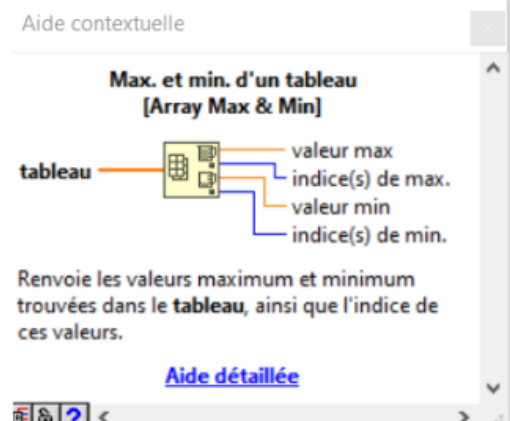 Aide contextuelle
Max. et min. d'un tableau
[Array Max & Min]
tableau
valeur max
indice(s) de max.
valeur min
indice(s) de min.
Renvoie les valeurs maximum et minimum
trouvées dans le tableau, ainsi que l'indice de
ces valeurs.
Aide détaillée
?